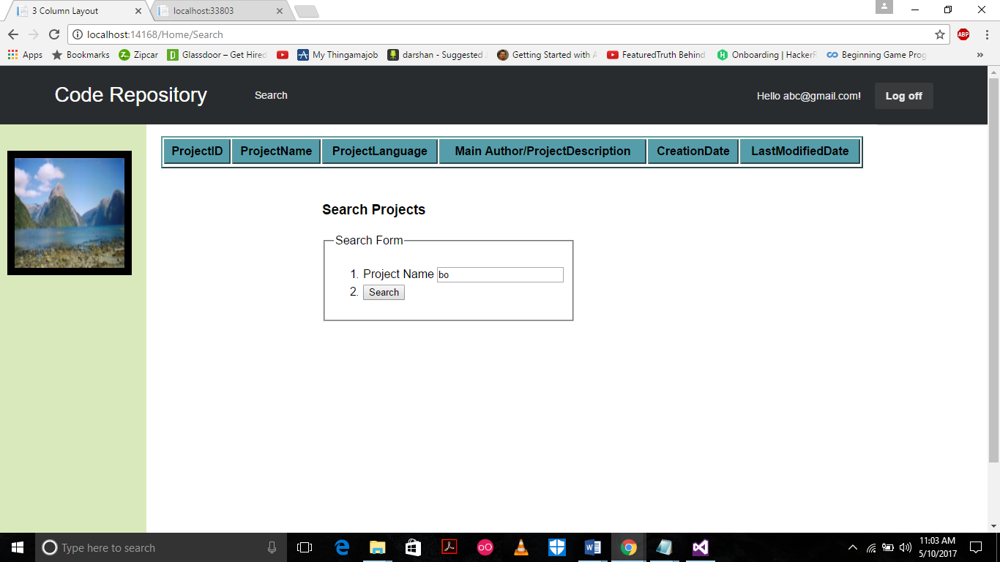 3 Column Layout
localhost:33803
localhost:14168/Home/Search
ABP
Apps Bookmarks Zipcar Glassdoor – Get Hired My Thingamajob darshan - Suggested Getting Started with A FeaturedTruth Behind Onboarding | HackerR Beginning Game Prog »
Code Repository Search Hello abc@gmail.com! Log off
ProjectID ProjectName ProjectLanguage Main Author/ProjectDescription CreationDate LastModifiedDate
Search Projects
Search Form
1. Project Name bo
2. Search
Type here to search
11:03 AM
5/10/2017